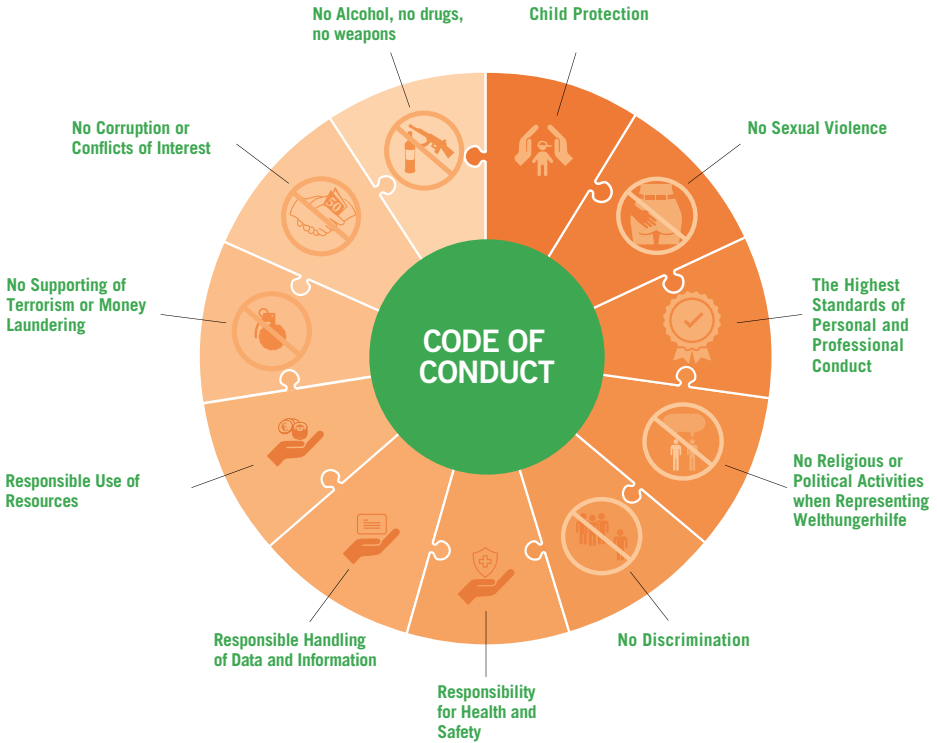 No Alcohol, no drugs,
no weapons
Child Protection
No Corruption or
Conflicts of Interest
No Sexual Violence
No Supporting of
Terrorism or Money
Laundering
The Highest
Standards of
Personal and
Professional
Conduct
CODE OF
CONDUCT
50
Responsible Use of
Resources
No Religious or
Political Activities
when Representing
Welthungerhilfe
Responsible Handling
of Data and Information
No Discrimination
Responsibility
for Health and
Safety